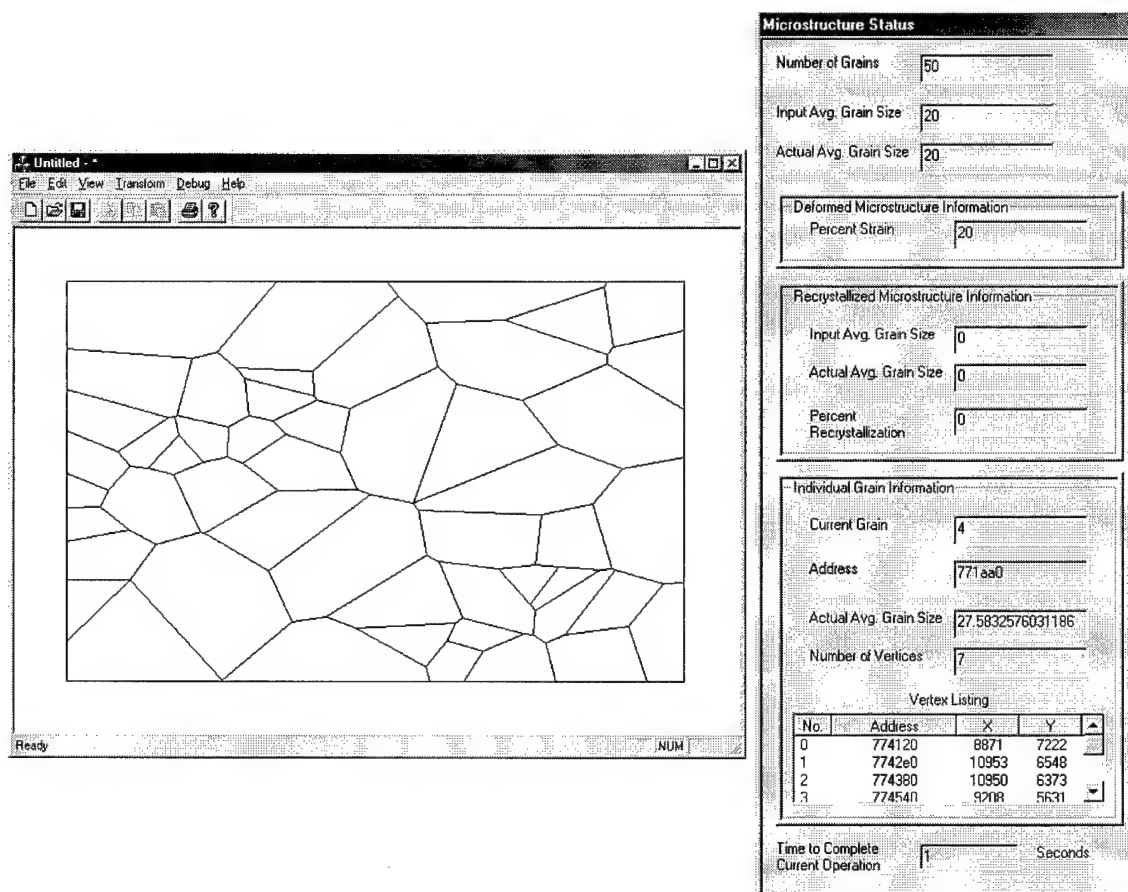 Untitled - *
File Edit View Transform Debug Help
Ready NUM
Microstructure Status
Number of Grains 50
Input Avg. Grain Size 20
Actual Avg. Grain Size 20
Deformed Microstructure Information
Percent Strain 20
Recrystallized Microstructure Information
Input Avg. Grain Size 0
Actual Avg. Grain Size 0
Percent
Recrystallization 0
Individual Grain Information
Current Grain 4
Address 771aa0
Actual Avg. Grain Size 27.5832576031186
Number of Vertices 7
Vertex Listing
No. Address X Y
0 774120 8871 7222
1 7742e0 10953 6548
2 774380 10950 6373
3 774540 9208 5631
Time to Complete
Current Operation 1 Seconds